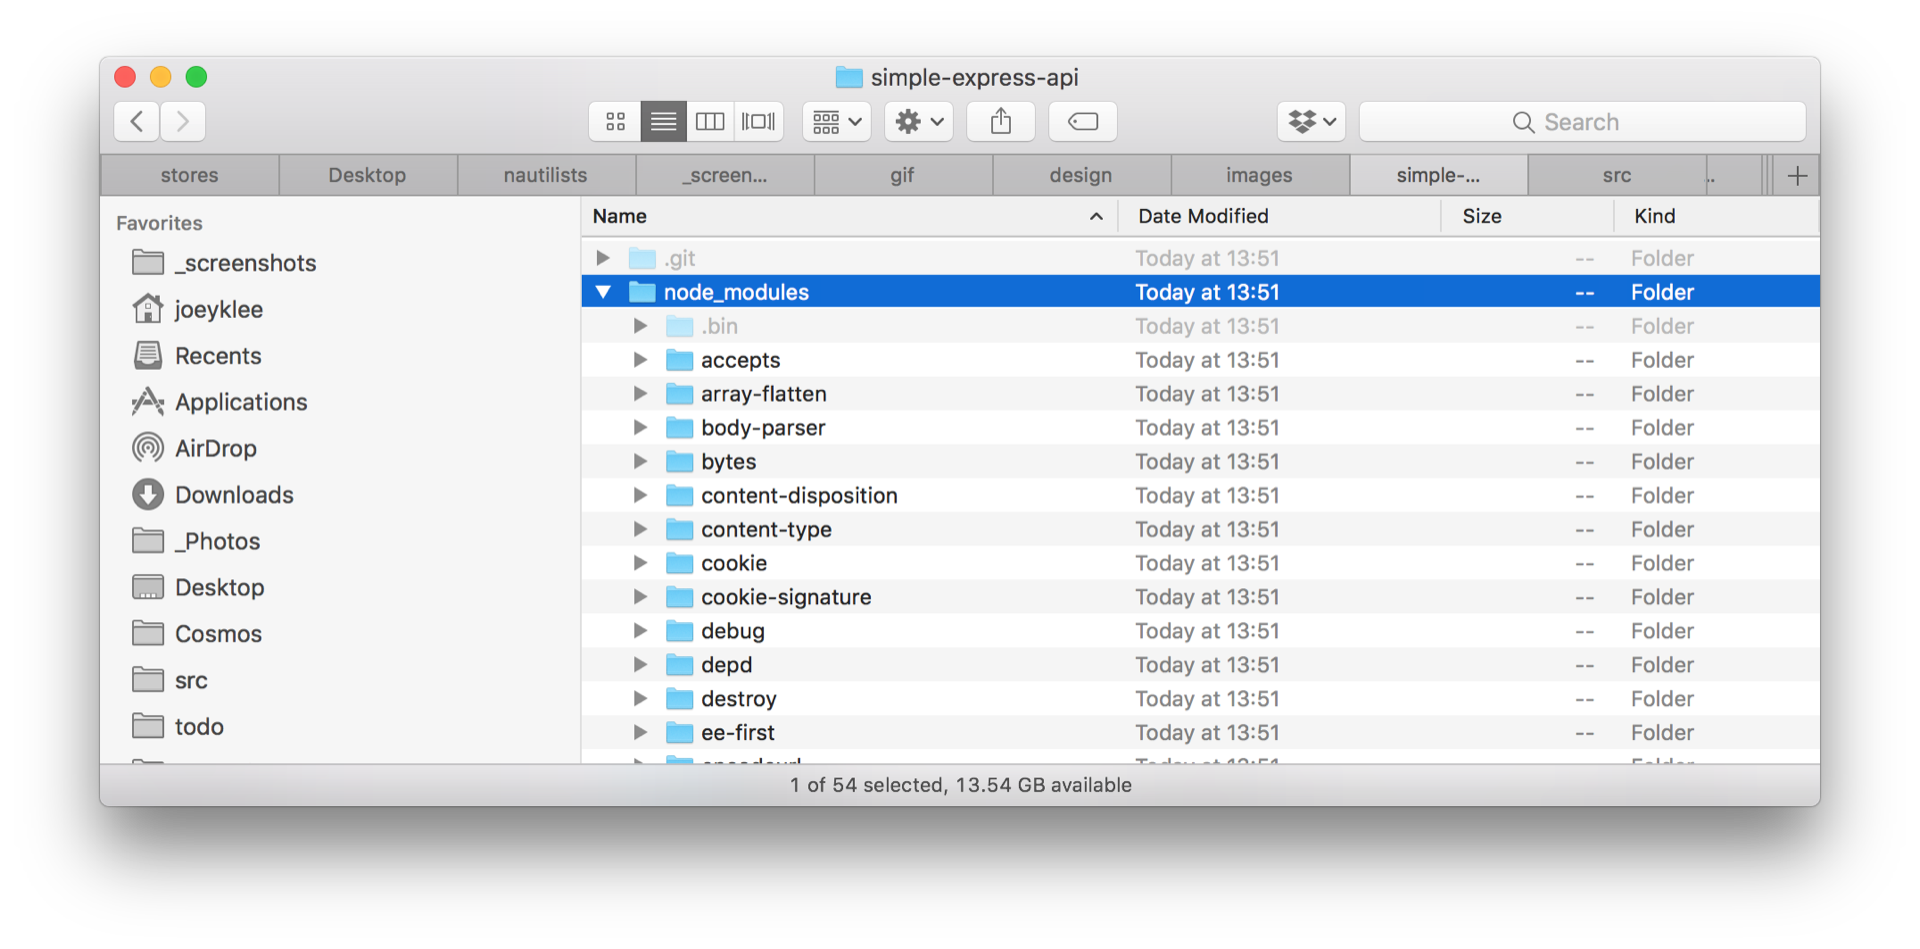 simple-express-api
Search
stores Desktop nautilists _screen... gif design images simple-... src ..
Favorites
_screenshots
joeyklee
Recents
Applications
AirDrop
Downloads
_Photos
Desktop
Cosmos
src
todo
Name Date Modified Size Kind
.git Today at 13:51 -- Folder
node_modules Today at 13:51 -- Folder
.bin Today at 13:51 -- Folder
accepts Today at 13:51 -- Folder
array-flatten Today at 13:51 -- Folder
body-parser Today at 13:51 -- Folder
bytes Today at 13:51 -- Folder
content-disposition Today at 13:51 -- Folder
content-type Today at 13:51 -- Folder
cookie Today at 13:51 -- Folder
cookie-signature Today at 13:51 -- Folder
debug Today at 13:51 -- Folder
depd Today at 13:51 -- Folder
destroy Today at 13:51 -- Folder
ee-first Today at 13:51 -- Folder
1 of 54 selected, 13.54 GB available